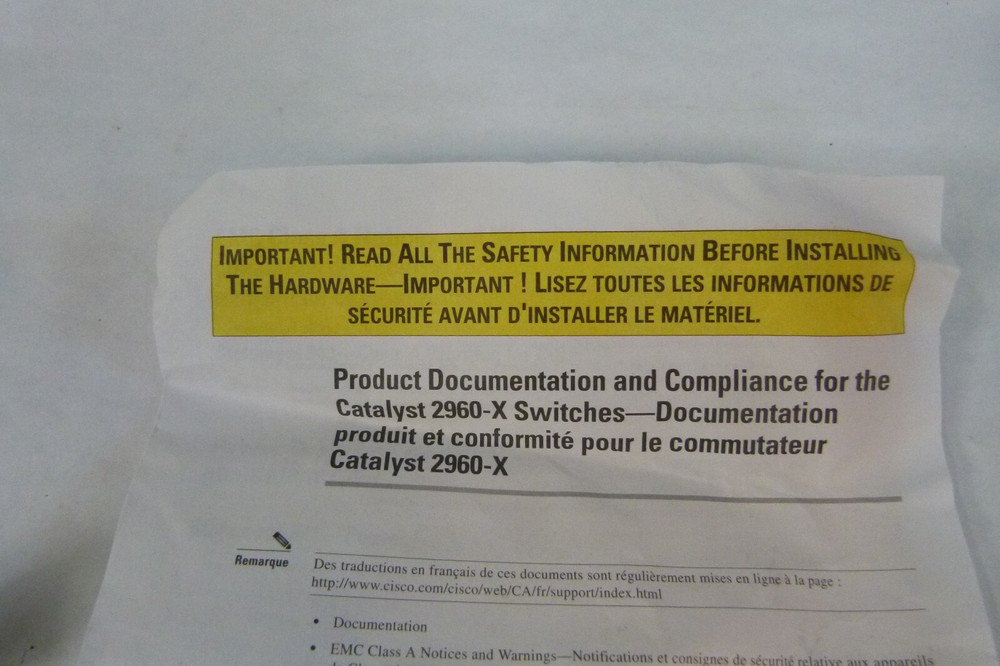 IMPORTANT! READ ALL THE SAFETY INFORMATION BEFORE INSTALLING
THE HARDWARE—IMPORTANT ! LISEZ TOUTES LES INFORMATIONS DE
SÉCURITÉ AVANT D'INSTALLER LE MATÉRIEL.
Product Documentation and Compliance for the
Catalyst 2960-X Switches—Documentation
produit et conformité pour le commutateur
Catalyst 2960-X
Remarque
Des traductions en français de ces documents sont régulièrement mises en ligne à la page :
http://www.cisco.com/cisco/web/CA/fr/support/index.html
• Documentation
• EMC Class A Notices and Warnings—Notifications et consignes de sécurité relative aux appareils